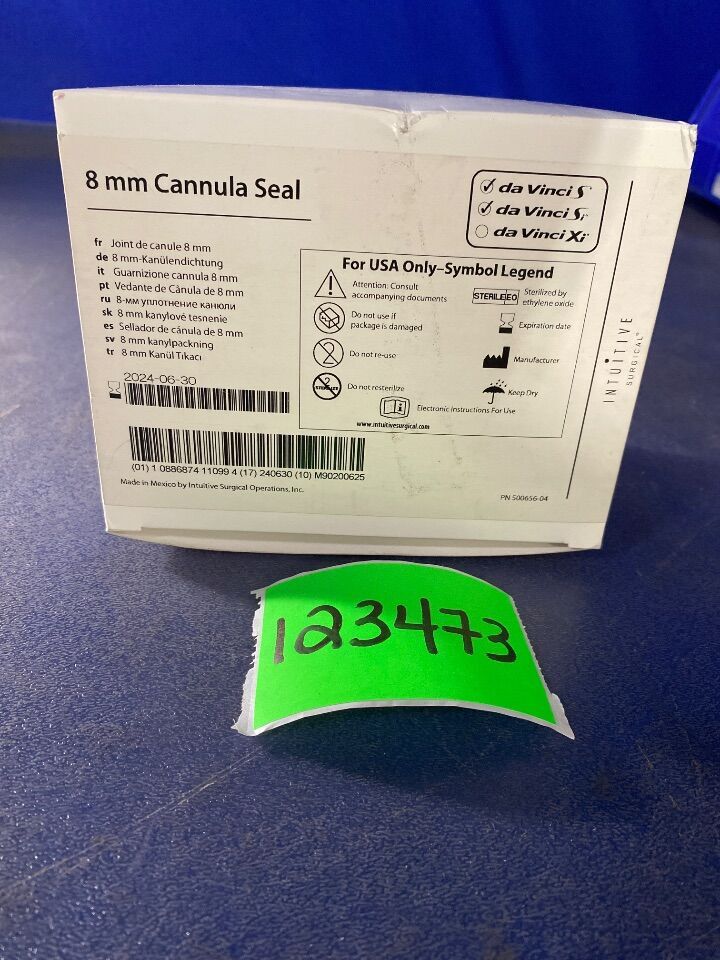 8 mm Cannula Seal
da Vinci S
da Vinci Si
da Vinci Xi
fr Joint de canule 8 mm
de 8 mm-Kanülendichtung
it Guarnizione cannula 8 mm
pt Vedante de Cânula de 8 mm
ru 8-мм уплотнение канюли
sk 8 mm kanylové tesnenie
es Sellador de cánula de 8 mm
sv 8 mm kanylpackning
tr 8 mm Kanül Tıkacı
2024-06-30
(01) 1 0886874 11099 4 (17) 240630 (10) M90200625
Made in Mexico by Intuitive Surgical Operations, Inc.
For USA Only–Symbol Legend
Attention: Consult
accompanying documents
Do not use if
package is damaged
2
Do not re-use
2
Do not resterilize
STERILE EO
Sterilized by
ethylene oxide
Expiration date
Manufacturer
Keep Dry
i
Electronic Instructions For Use
www.intuitivesurgical.com
PN 500656-04
INTUITIVE
SURGICAL®
123473